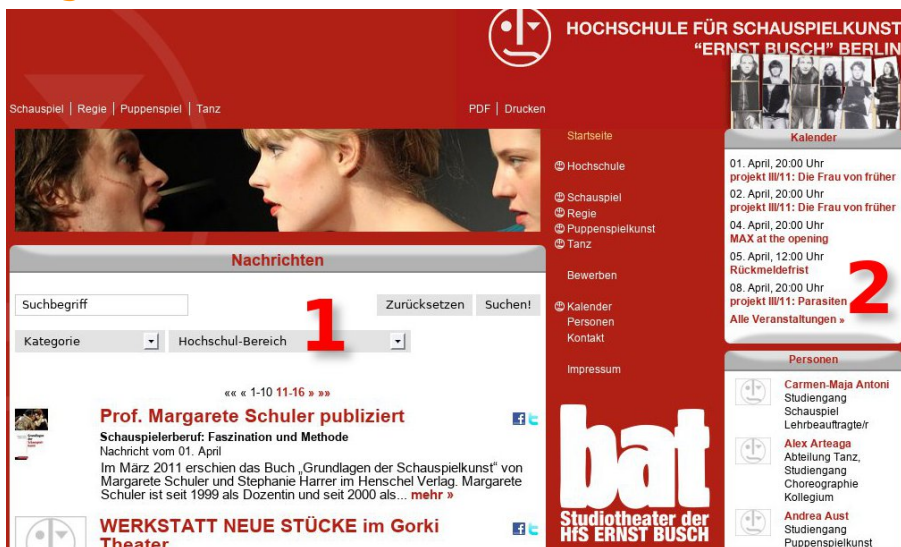 HOCHSCHULE FÜR SCHAUSPIELKUNST
"ERNST BUSCH" BERLIN
Schauspiel | Regie | Puppenspiel | Tanz
PDF | Drucken
Nachrichten
Suchbegriff
Zurücksetzen
Suchen!
1
Kategorie
Hochschul-Bereich
«« « 1-10 11-16 » »»
Prof. Margarete Schuler publiziert
Schauspielerberuf: Faszination und Methode
Nachricht vom 01. April
Im März 2011 erschien das Buch „Grundlagen der Schauspielkunst" von
Margarete Schuler und Stephanie Harrer im Henschel Verlag. Margarete
Schuler ist seit 1999 als Dozentin und seit 2000 als... mehr »
WERKSTATT NEUE STÜCKE im Gorki
Theater
Startseite
Hochschule
Schauspiel
Regie
Puppenspielkunst
Tanz
Bewerben
Kalender
Personen
Kontakt
Impressum
bat
Studiotheater der
HfS ERNST BUSCH
Kalender
01. April, 20:00 Uhr
projekt III/11: Die Frau von früher
02. April, 20:00 Uhr
projekt III/11: Die Frau von früher
04. April, 20:00 Uhr
MAX at the opening
05. April, 12:00 Uhr
Rückmeldefrist
08. April, 20:00 Uhr
projekt III/11: Parasiten
2
Alle Veranstaltungen »
Personen
Carmen-Maja Antoni
Studiengang
Schauspiel
Lehrbeauftragte/r
Alex Arteaga
Abteilung Tanz,
Studiengang
Choreographie
Kollegium
Andrea Aust
Studiengang
Puppenspielkunst